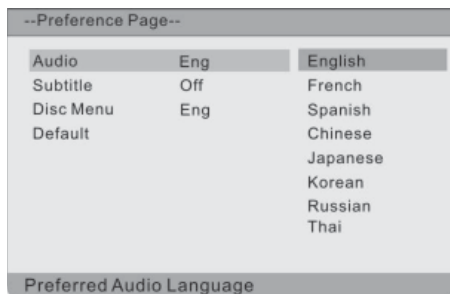 --Preference Page--
Audio Eng English
Subtitle Off French
Disc Menu Eng Spanish
Default Chinese
Japanese
Korean
Russian
Thai
Preferred Audio Language